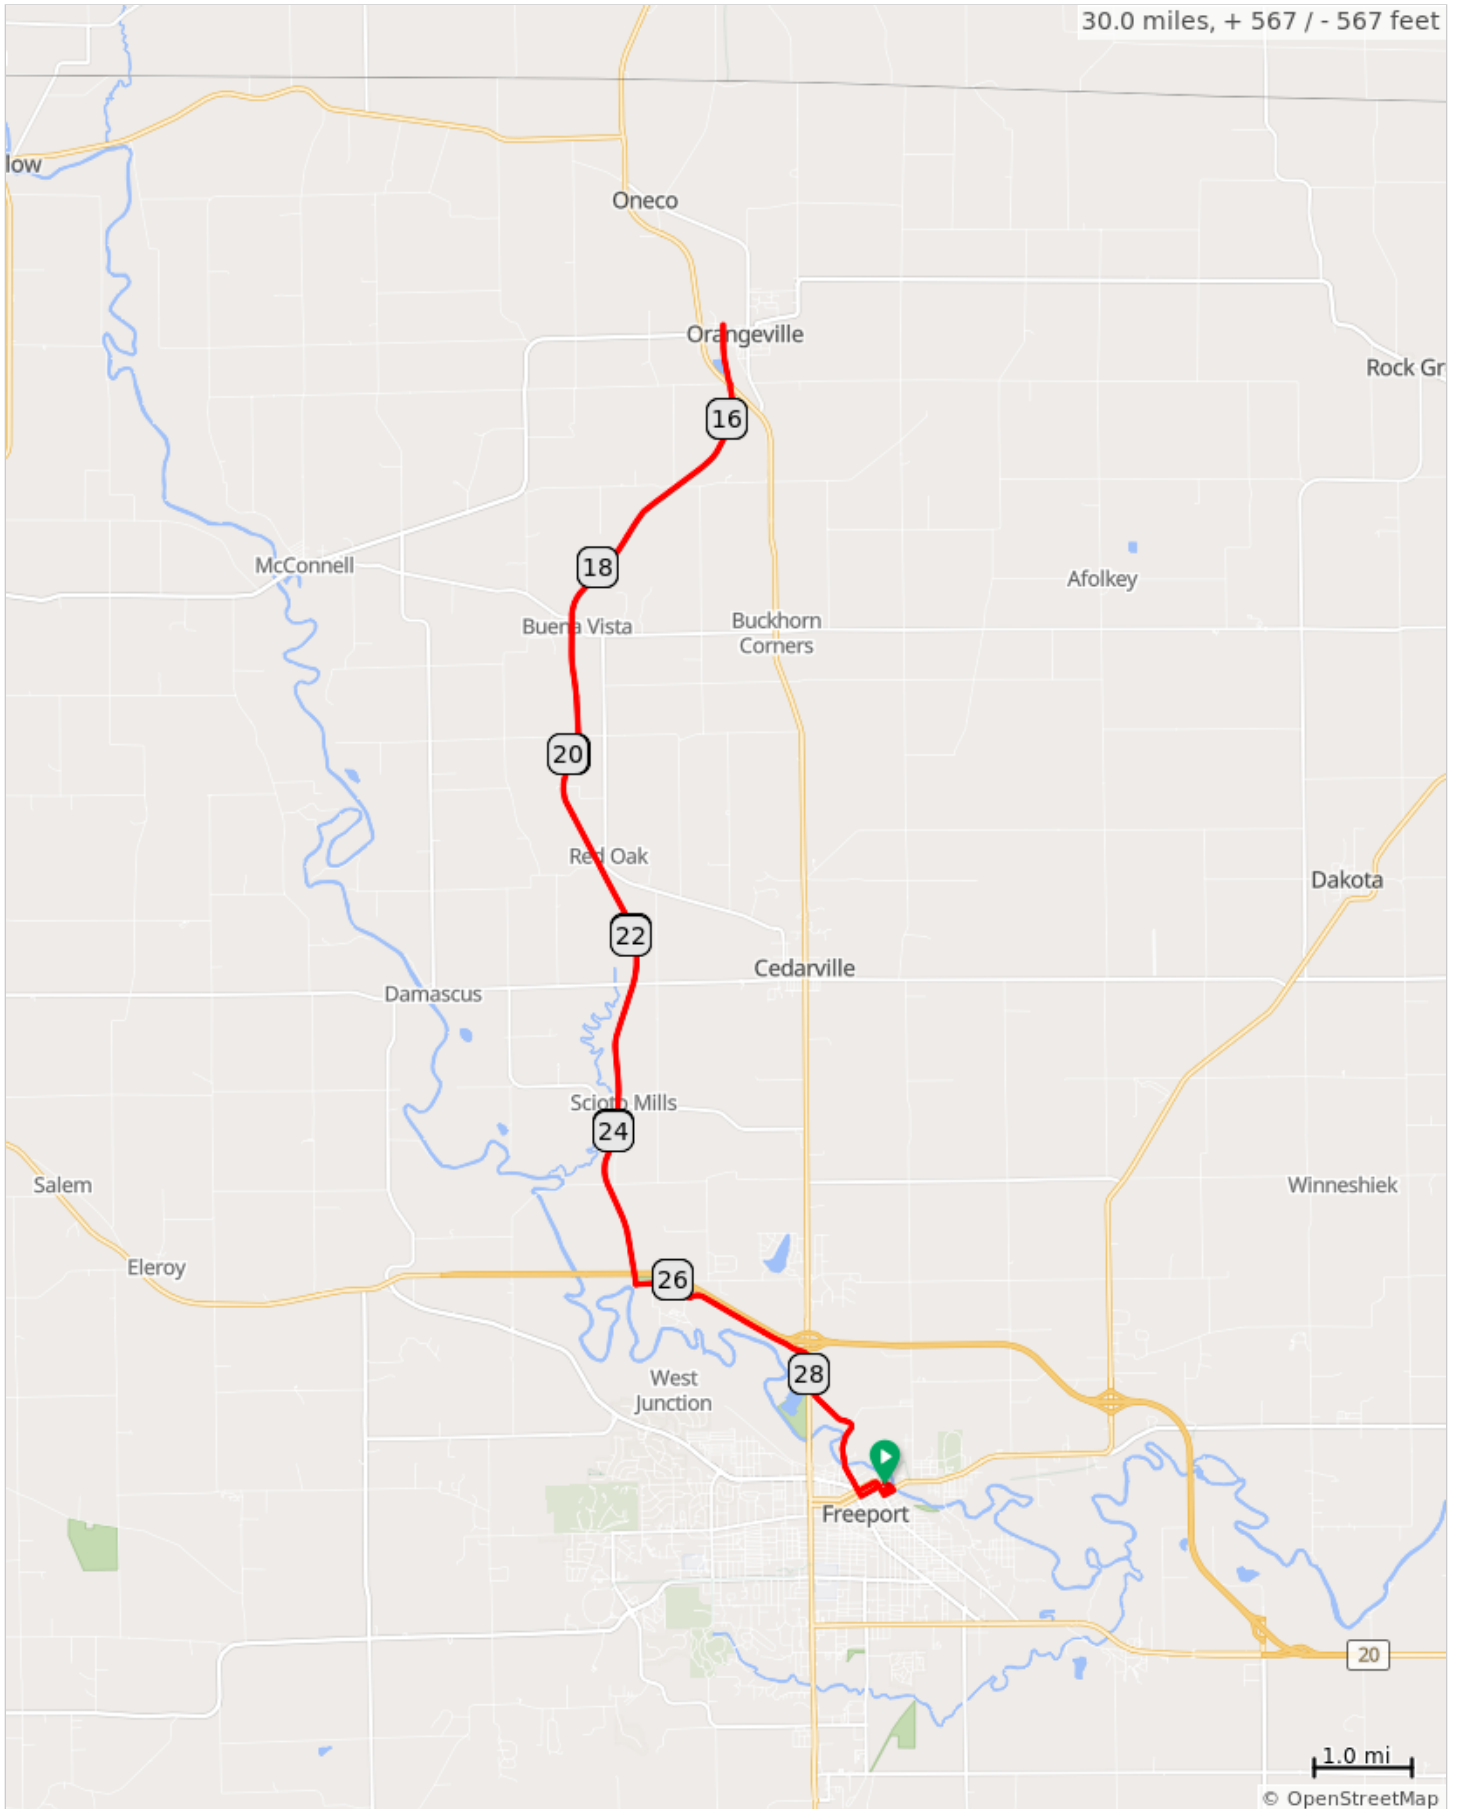 30.0 miles, + 567 / - 567 feet
low
Oneco
Orangeville
Rock Gr
16
McConnell
18
Afolkey
Buena Vista
Buckhorn
Corners
20
Red Oak
Dakota
22
Cedarville
Damascus
Scioto Mills
24
Salem
Winneshiek
Eleroy
26
28
West
Junction
Freeport
20
1.0 mi
© OpenStreetMap